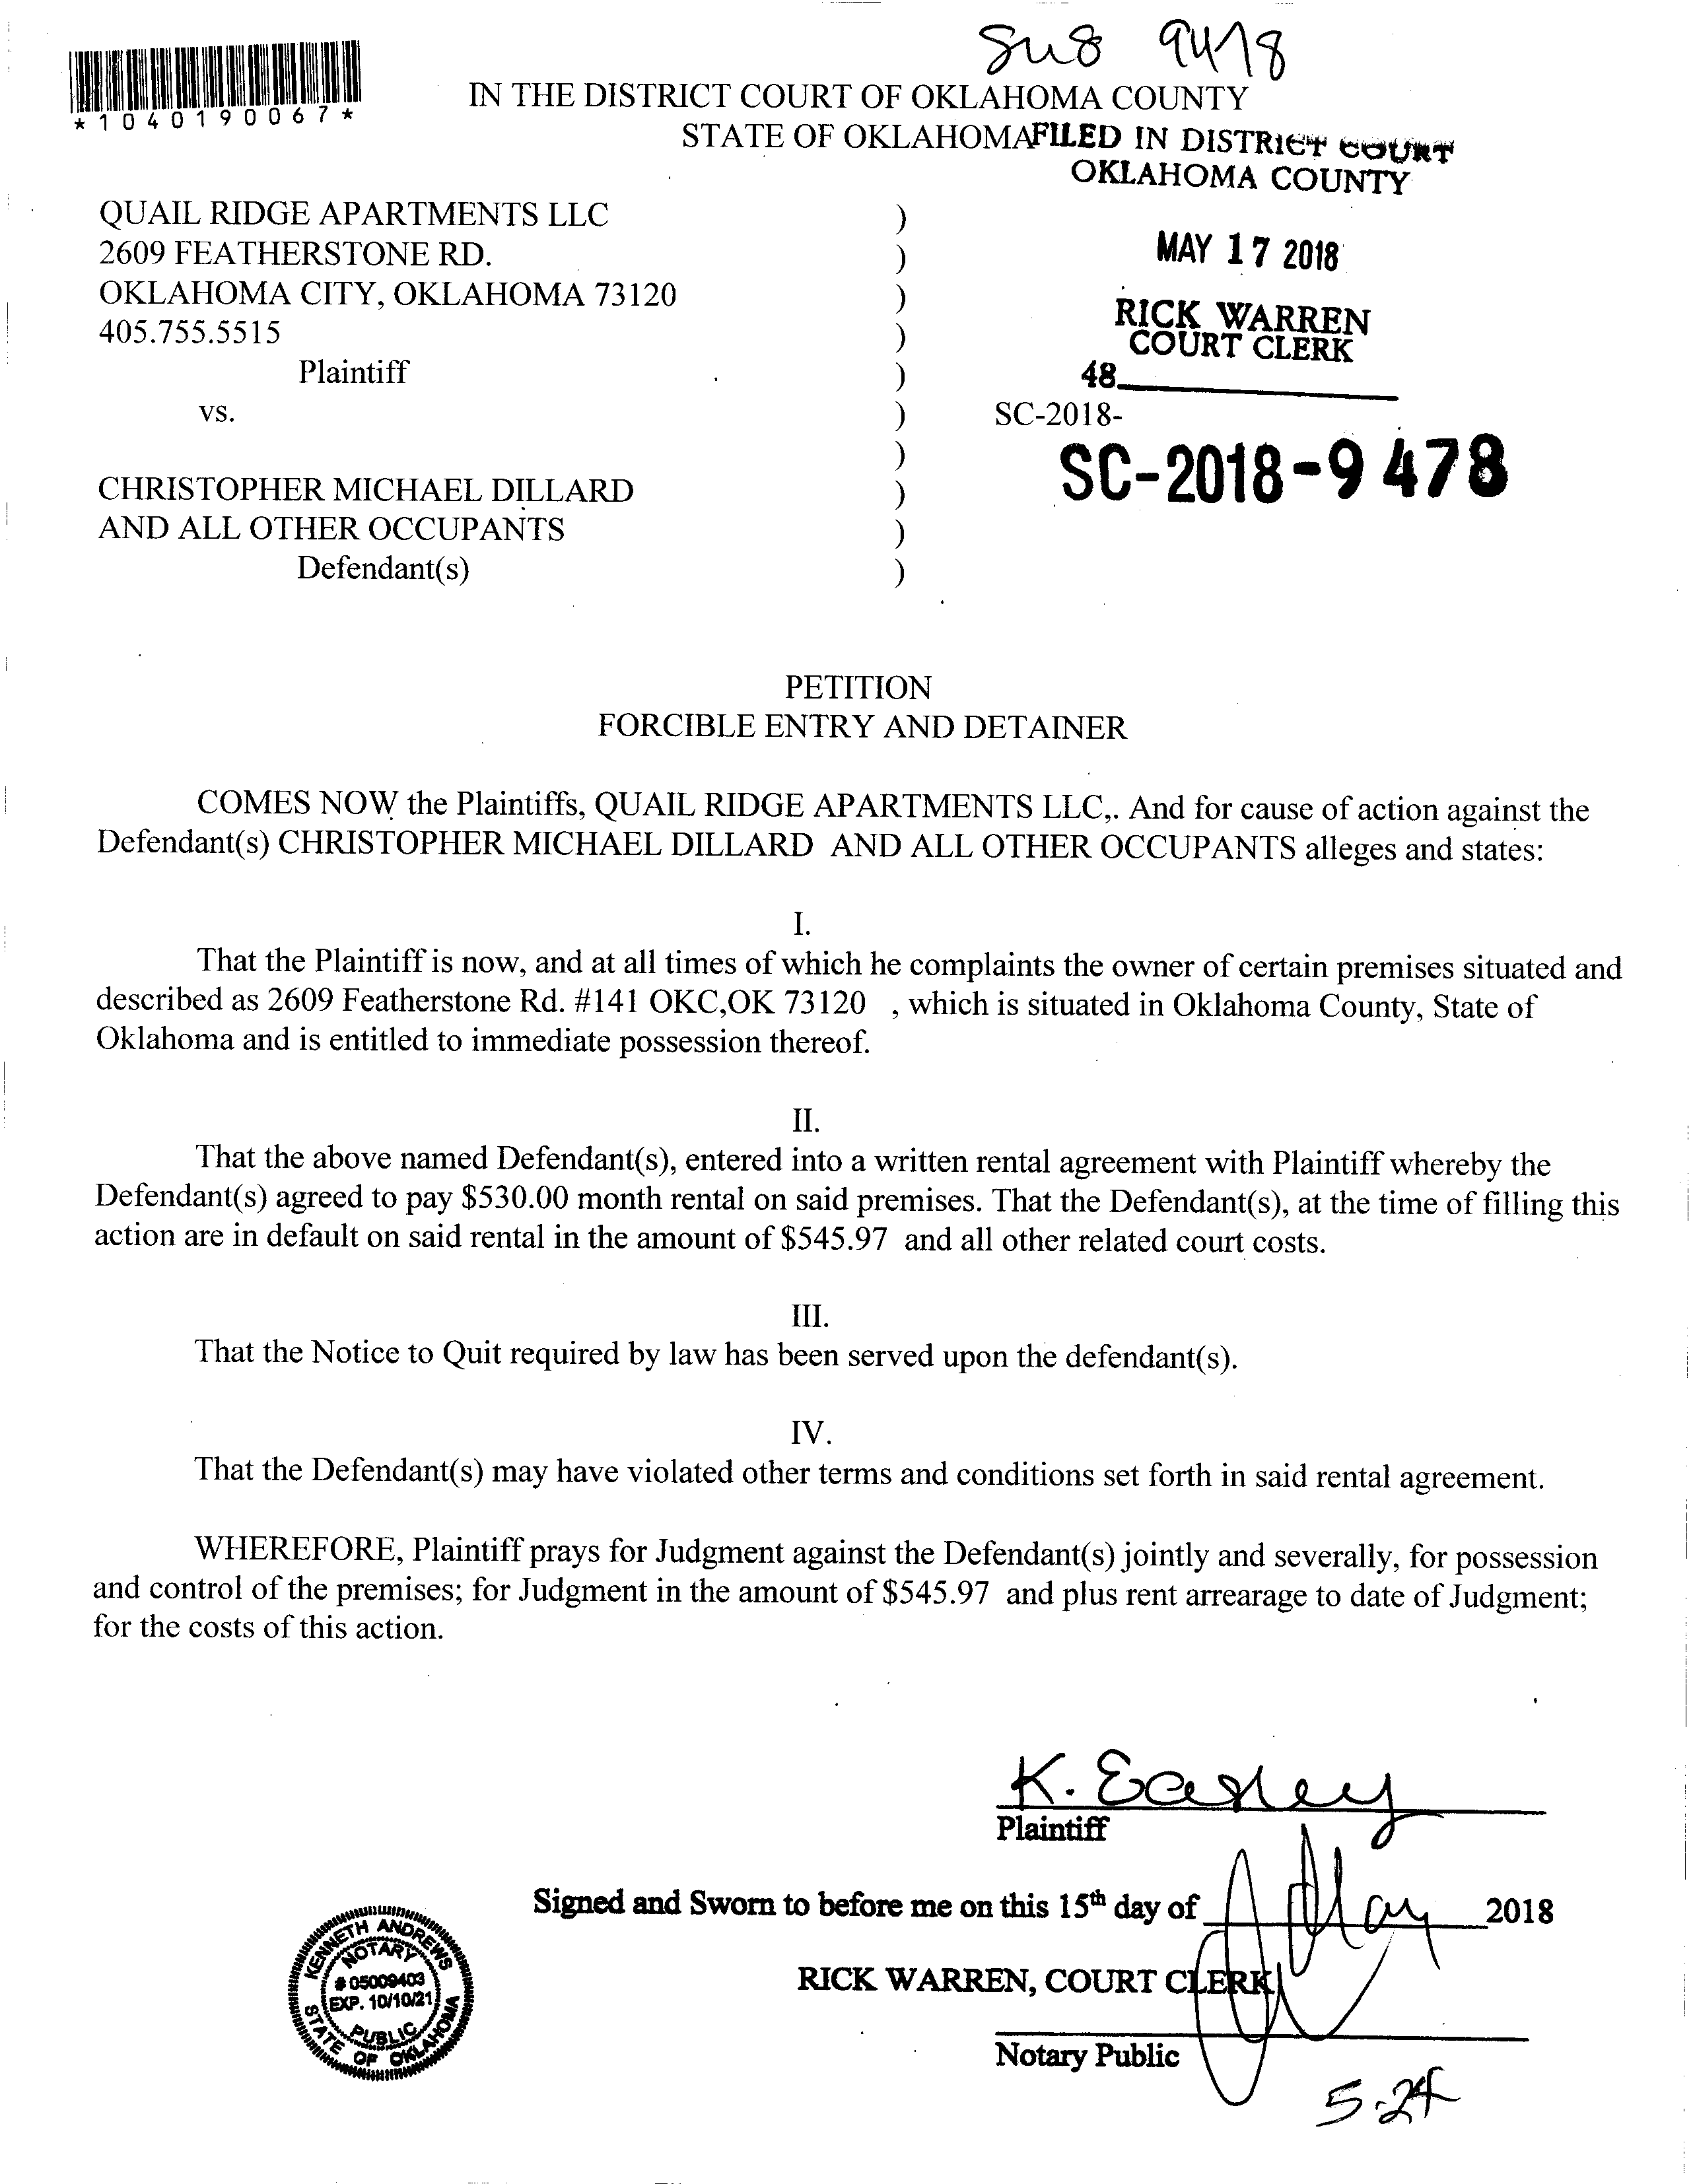 9478
*1040190067*
IN THE DISTRICT COURT OF OKLAHOMA COUNTY
STATE OF OKLAHOMA
FILED IN DISTRICT COURT
OKLAHOMA COUNTY
MAY 17 2018
RICK WARREN
COURT CLERK
48
QUAIL RIDGE APARTMENTS LLC )
2609 FEATHERSTONE RD. )
OKLAHOMA CITY, OKLAHOMA 73120 )
405.755.5515 )
Plaintiff )
vs. ) SC-2018-
) SC-2018-9478
CHRISTOPHER MICHAEL DILLARD )
AND ALL OTHER OCCUPANTS )
Defendant(s) )
PETITION
FORCIBLE ENTRY AND DETAINER
COMES NOW the Plaintiffs, QUAIL RIDGE APARTMENTS LLC,. And for cause of action against the
Defendant(s) CHRISTOPHER MICHAEL DILLARD AND ALL OTHER OCCUPANTS alleges and states:
I.
That the Plaintiff is now, and at all times of which he complaints the owner of certain premises situated and
described as 2609 Featherstone Rd. #141 OKC,OK 73120 , which is situated in Oklahoma County, State of
Oklahoma and is entitled to immediate possession thereof.
II.
That the above named Defendant(s), entered into a written rental agreement with Plaintiff whereby the
Defendant(s) agreed to pay $530.00 month rental on said premises. That the Defendant(s), at the time of filling this
action are in default on said rental in the amount of $545.97 and all other related court costs.
III.
That the Notice to Quit required by law has been served upon the defendant(s).
IV.
That the Defendant(s) may have violated other terms and conditions set forth in said rental agreement.
WHEREFORE, Plaintiff prays for Judgment against the Defendant(s) jointly and severally, for possession
and control of the premises; for Judgment in the amount of $545.97 and plus rent arrearage to date of Judgment;
for the costs of this action.
K. Easley
Plaintiff
Signed and Sworn to before me on this 15th day of May 2018
RICK WARREN, COURT CLERK
Notary Public
5-24
KENNETH ANDREWS
NOTARY
# 05009403
EXP. 10/10/21
PUBLIC
STATE OF OKLAHOMA